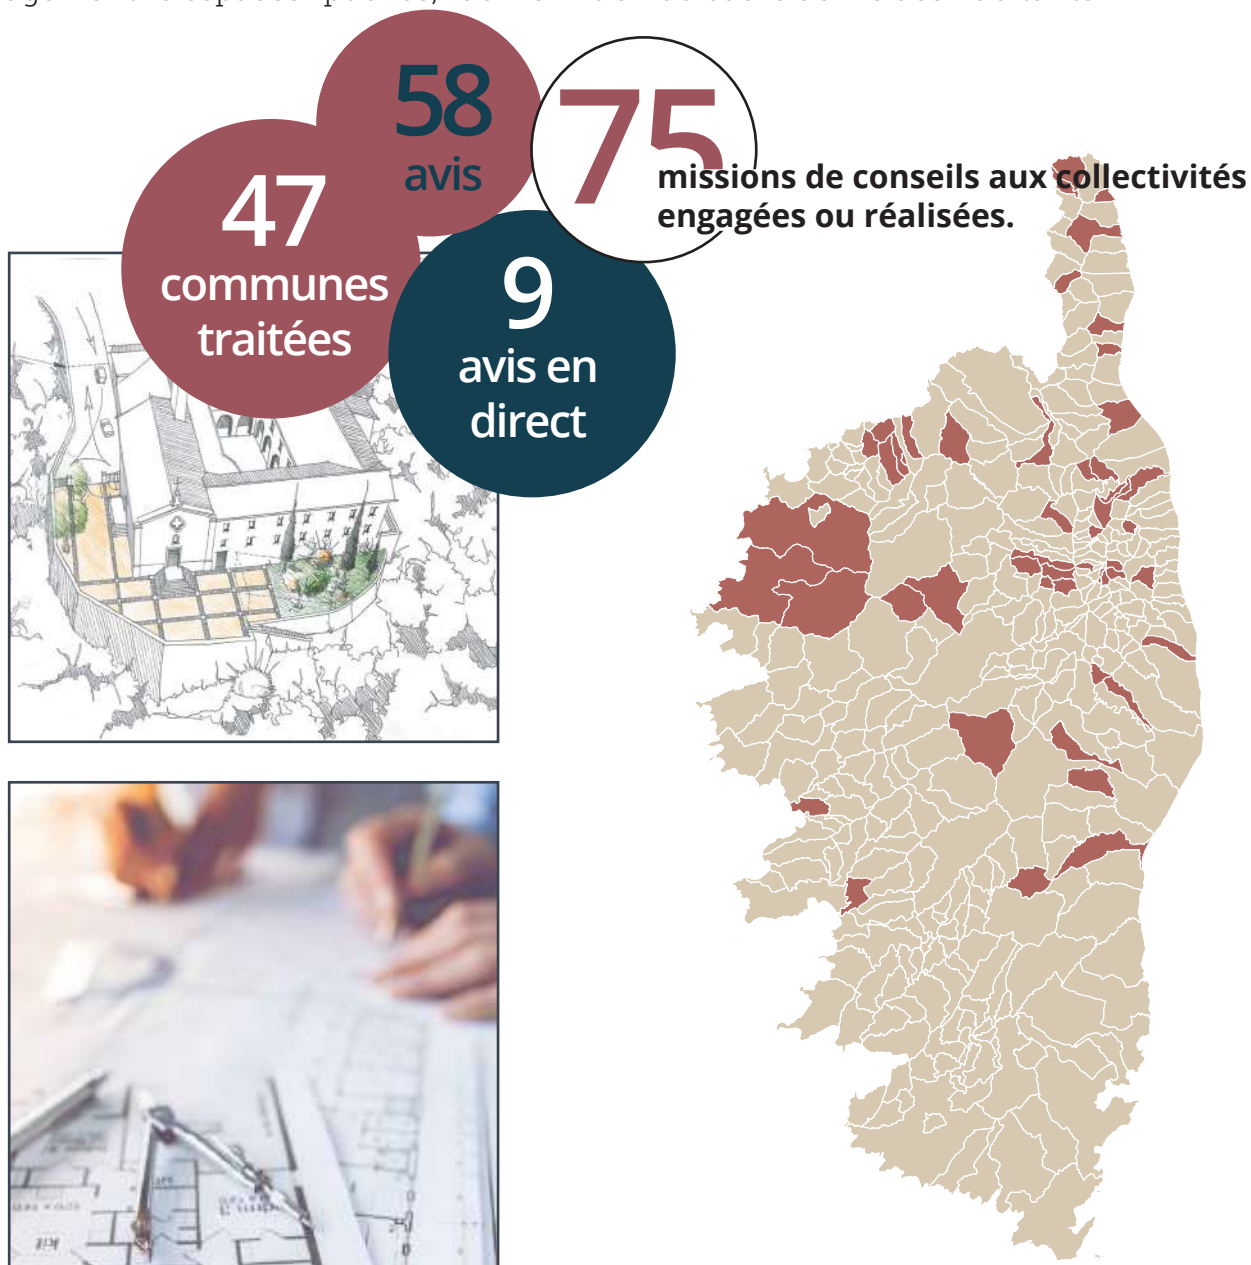 58
avis
75
missions de conseils aux collectivités
engagées ou réalisées.
47
communes
traitées
9
avis en
direct